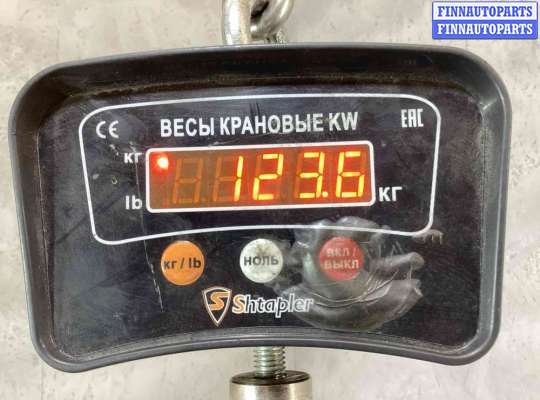 FINNAUTOPARTS
FINNAUTOPARTS
CE ВЕСЫ КРАНОВЫЕ KW EAC
кг
lb 123.6 КГ
кг / lb НОЛЬ ВКЛ /
ВЫКЛ
S Shtapler